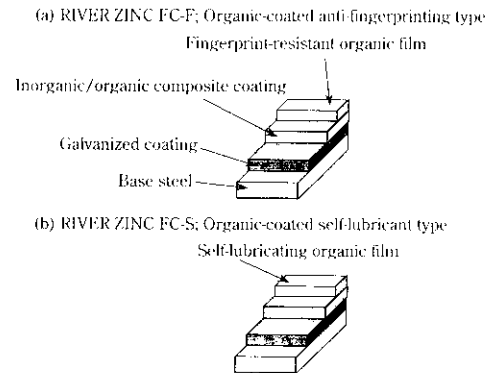 (a) RIVER ZINC FC-F; Organic-coated anti-fingerprinting type
Fingerprint-resistant organic film
Inorganic/organic composite coating
Galvanized coating
Base steel
(b) RIVER ZINC FC-S; Organic-coated self-lubricant type
Self-lubricating organic film